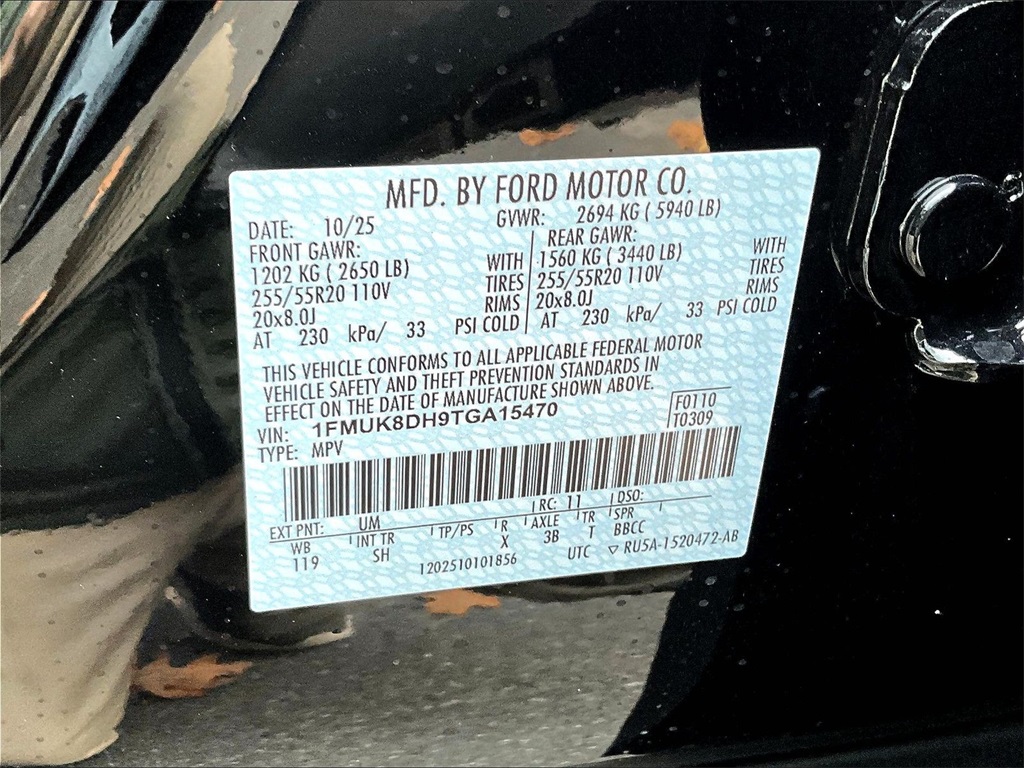 MFD. BY FORD MOTOR CO.
DATE: 10/25 GVWR: 2694 KG ( 5940 LB)
FRONT GAWR: REAR GAWR:
1202 KG ( 2650 LB) WITH 1560 KG ( 3440 LB) WITH
255/55R20 110V TIRES 255/55R20 110V TIRES
20x8.0J RIMS 20x8.0J RIMS
AT 230 kPa/ 33 PSI COLD AT 230 kPa/ 33 PSI COLD
THIS VEHICLE CONFORMS TO ALL APPLICABLE FEDERAL MOTOR
VEHICLE SAFETY AND THEFT PREVENTION STANDARDS IN
EFFECT ON THE DATE OF MANUFACTURE SHOWN ABOVE.
VIN: 1FMUK8DH9TGA15470 F0110
TYPE: MPV T0309
EXT PNT: UM RC: 11 DSO:
WB INT TR TP/PS R AXLE TR SPR
119 SH X 3B T BBCC
1202510101856 UTC ▽ RU5A-1520472-AB